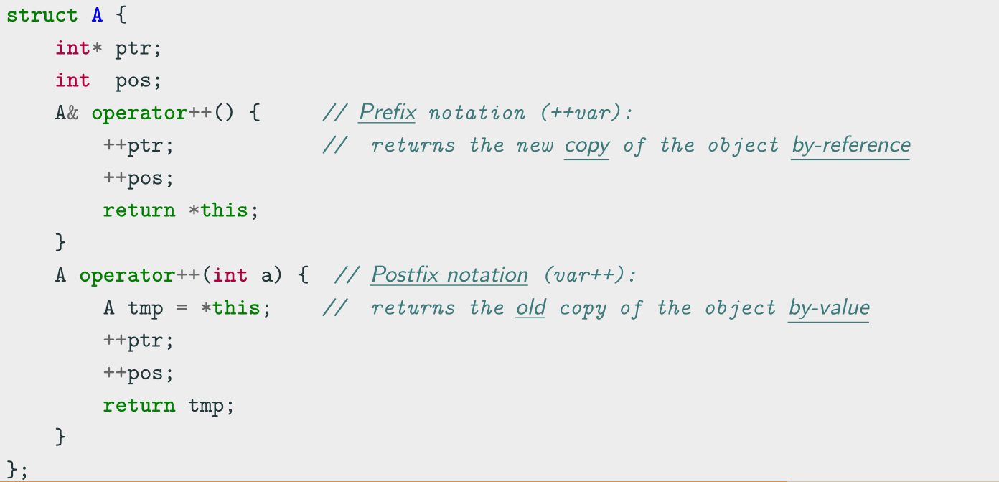 struct A {
    int* ptr;
    int  pos;
    A& operator++() {     // Prefix notation (++var):
        ++ptr;            //  returns the new copy of the object by-reference
        ++pos;
        return *this;
    }
    A operator++(int a) {  // Postfix notation (var++):
        A tmp = *this;    //  returns the old copy of the object by-value
        ++ptr;
        ++pos;
        return tmp;
    }
};